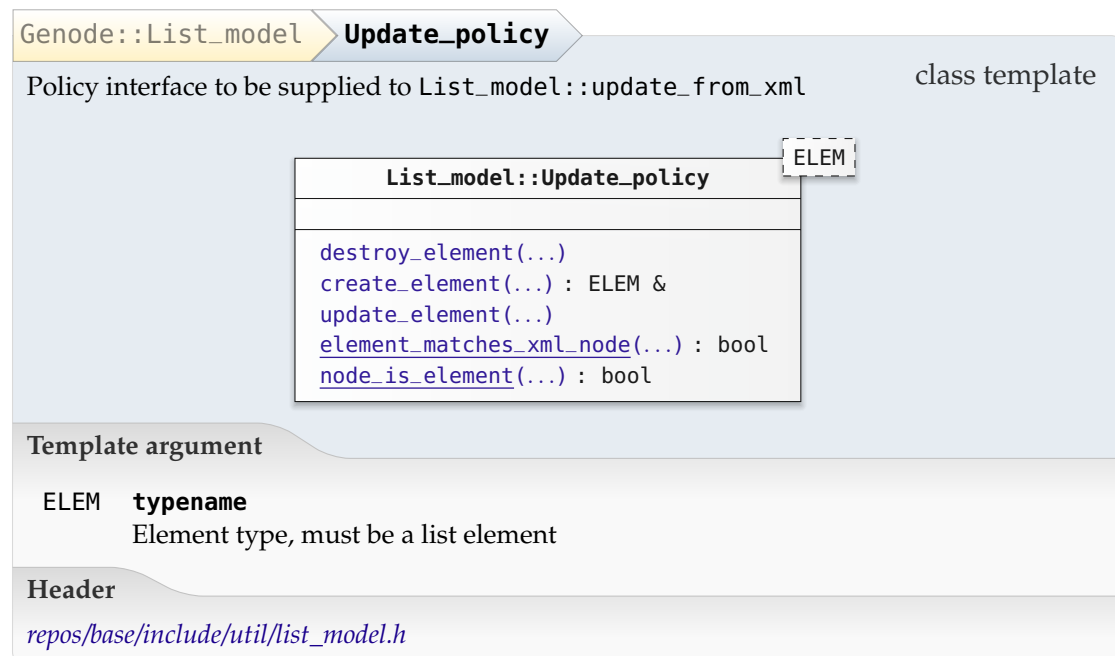 Genode::List_model Update_policy
Policy interface to be supplied to List_model::update_from_xml
class template
ELEM
List_model::Update_policy
destroy_element(...)
create_element(...) : ELEM &
update_element(...)
element_matches_xml_node(...) : bool
node_is_element(...) : bool
Template argument
ELEM typename
Element type, must be a list element
Header
repos/base/include/util/list_model.h